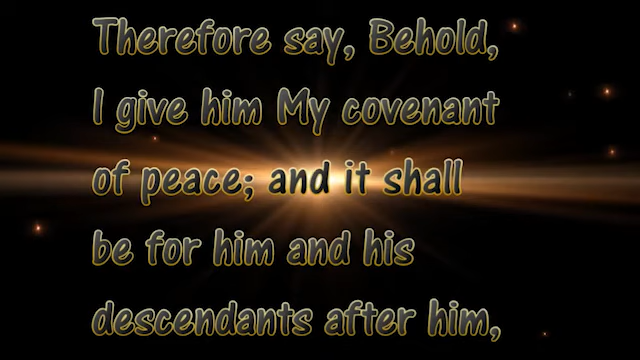 Therefore say, Behold,
I give him My covenant
of peace; and it shall
be for him and his
descendants after him,